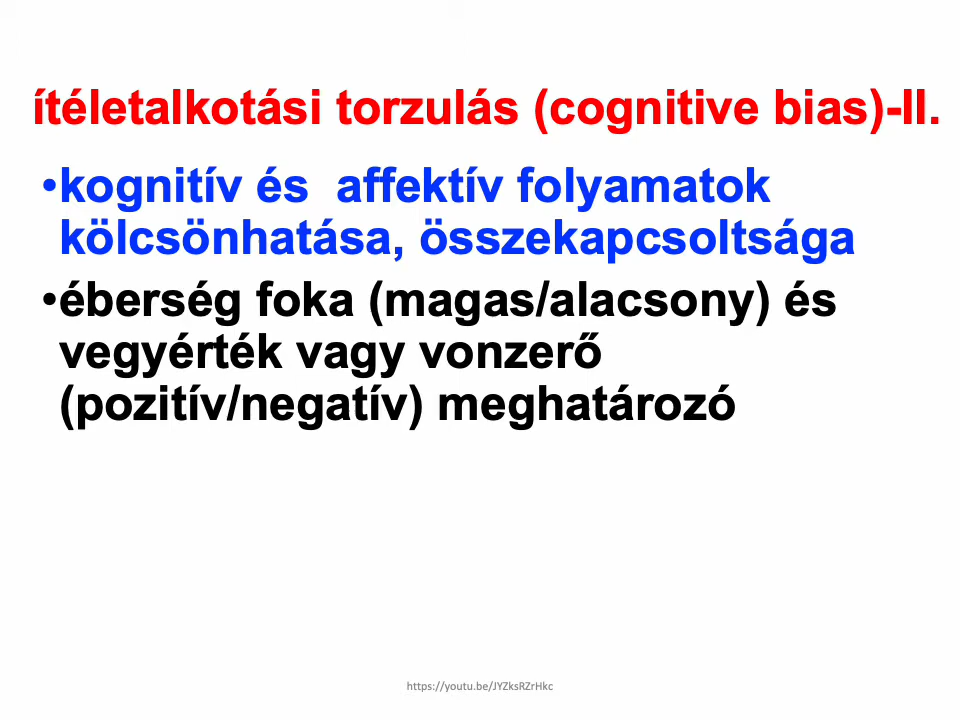 ítéletalkotási torzulás (cognitive bias)-II.
•kognitív és  affektív folyamatok
kölcsönhatása, összekapcsoltsága
•éberség foka (magas/alacsony) és
vegyérték vagy vonzerő
(pozitív/negatív) meghatározó
https://youtu.be/JYZksRZrHkc